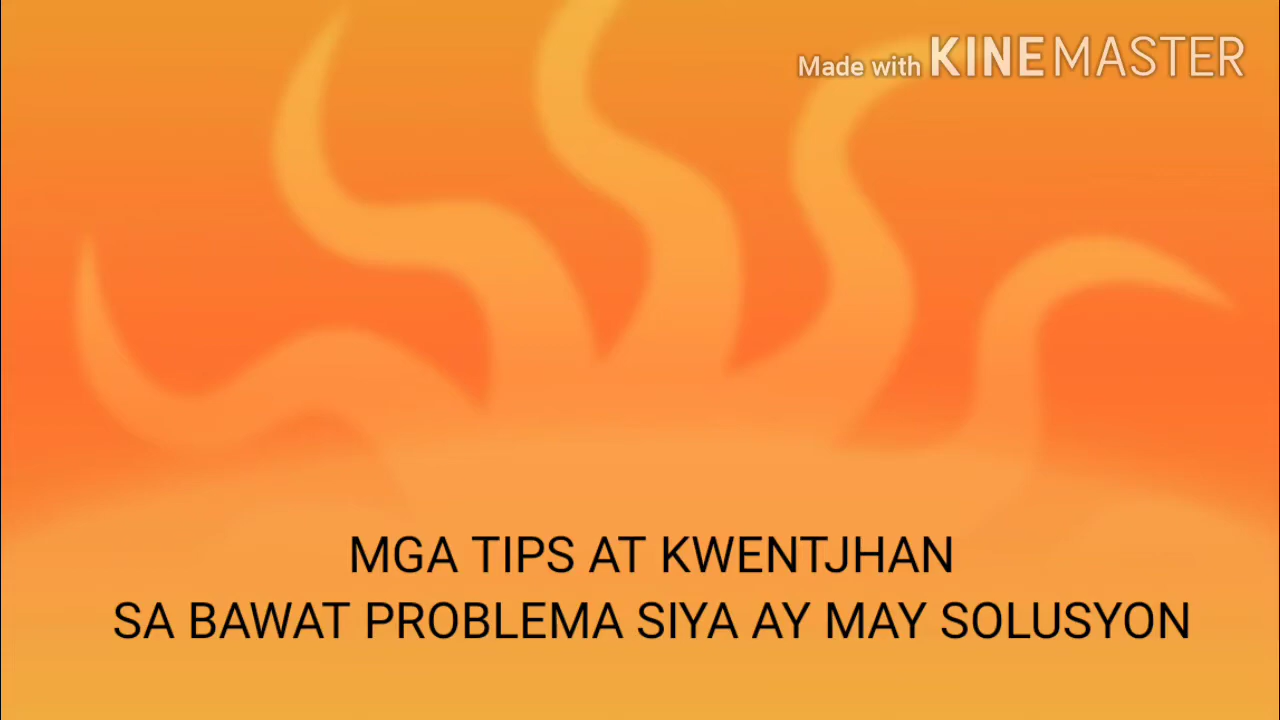 Made with KINEMASTER
MGA TIPS AT KWENTJHAN
SA BAWAT PROBLEMA SIYA AY MAY SOLUSYON